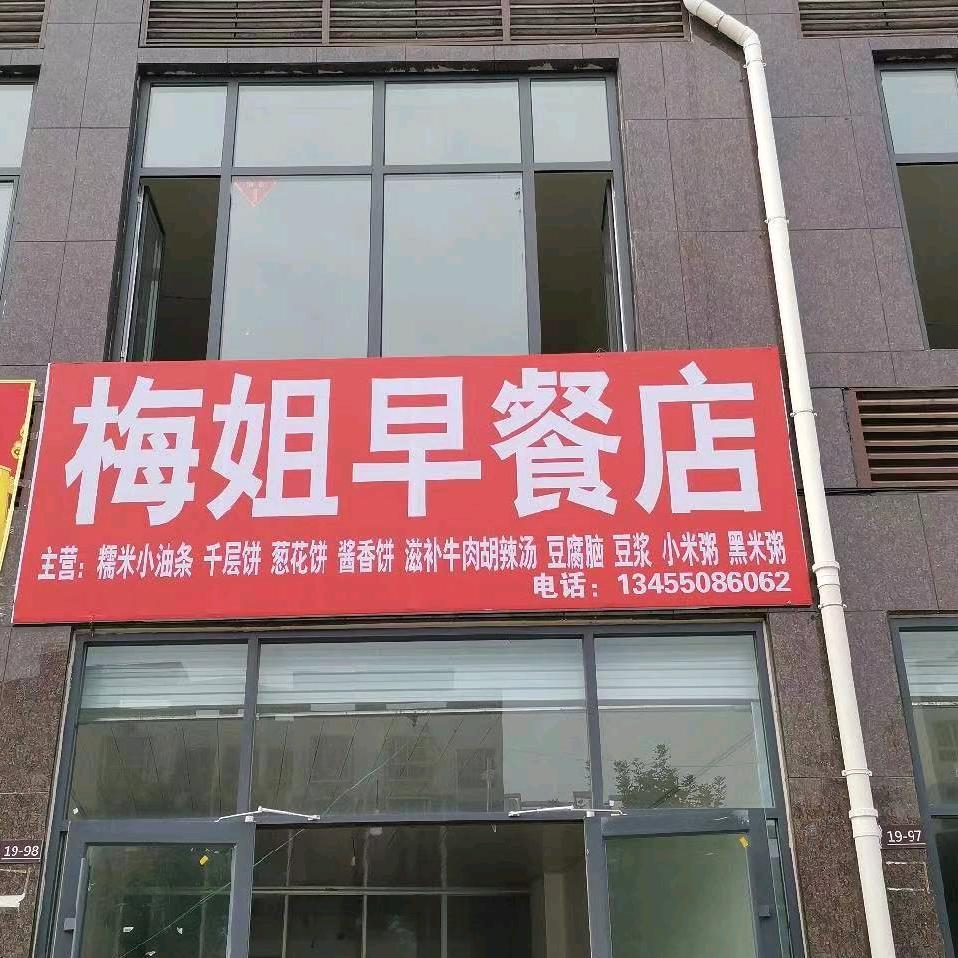 梅姐早餐店
主营：糯米小油条 千层饼 葱花饼 酱香饼 滋补牛肉胡辣汤 豆腐脑 豆浆 小米粥 黑米粥
电话：13455086062
19-98
19-97